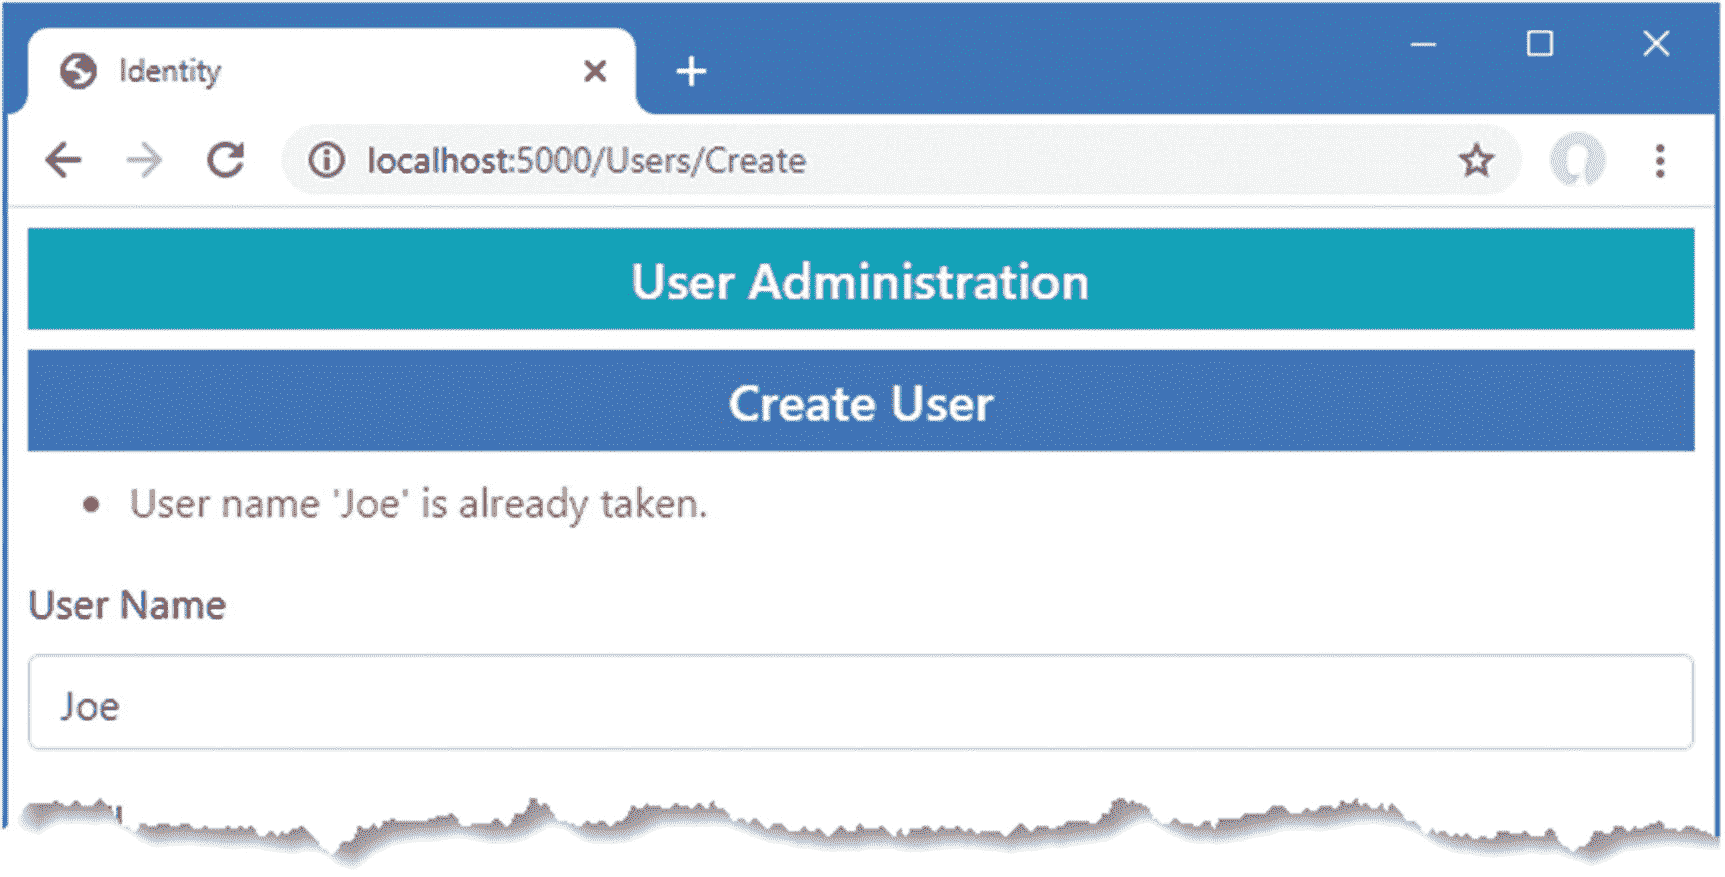 Identity
localhost:5000/Users/Create
User Administration
Create User
• User name 'Joe' is already taken.
User Name
Joe